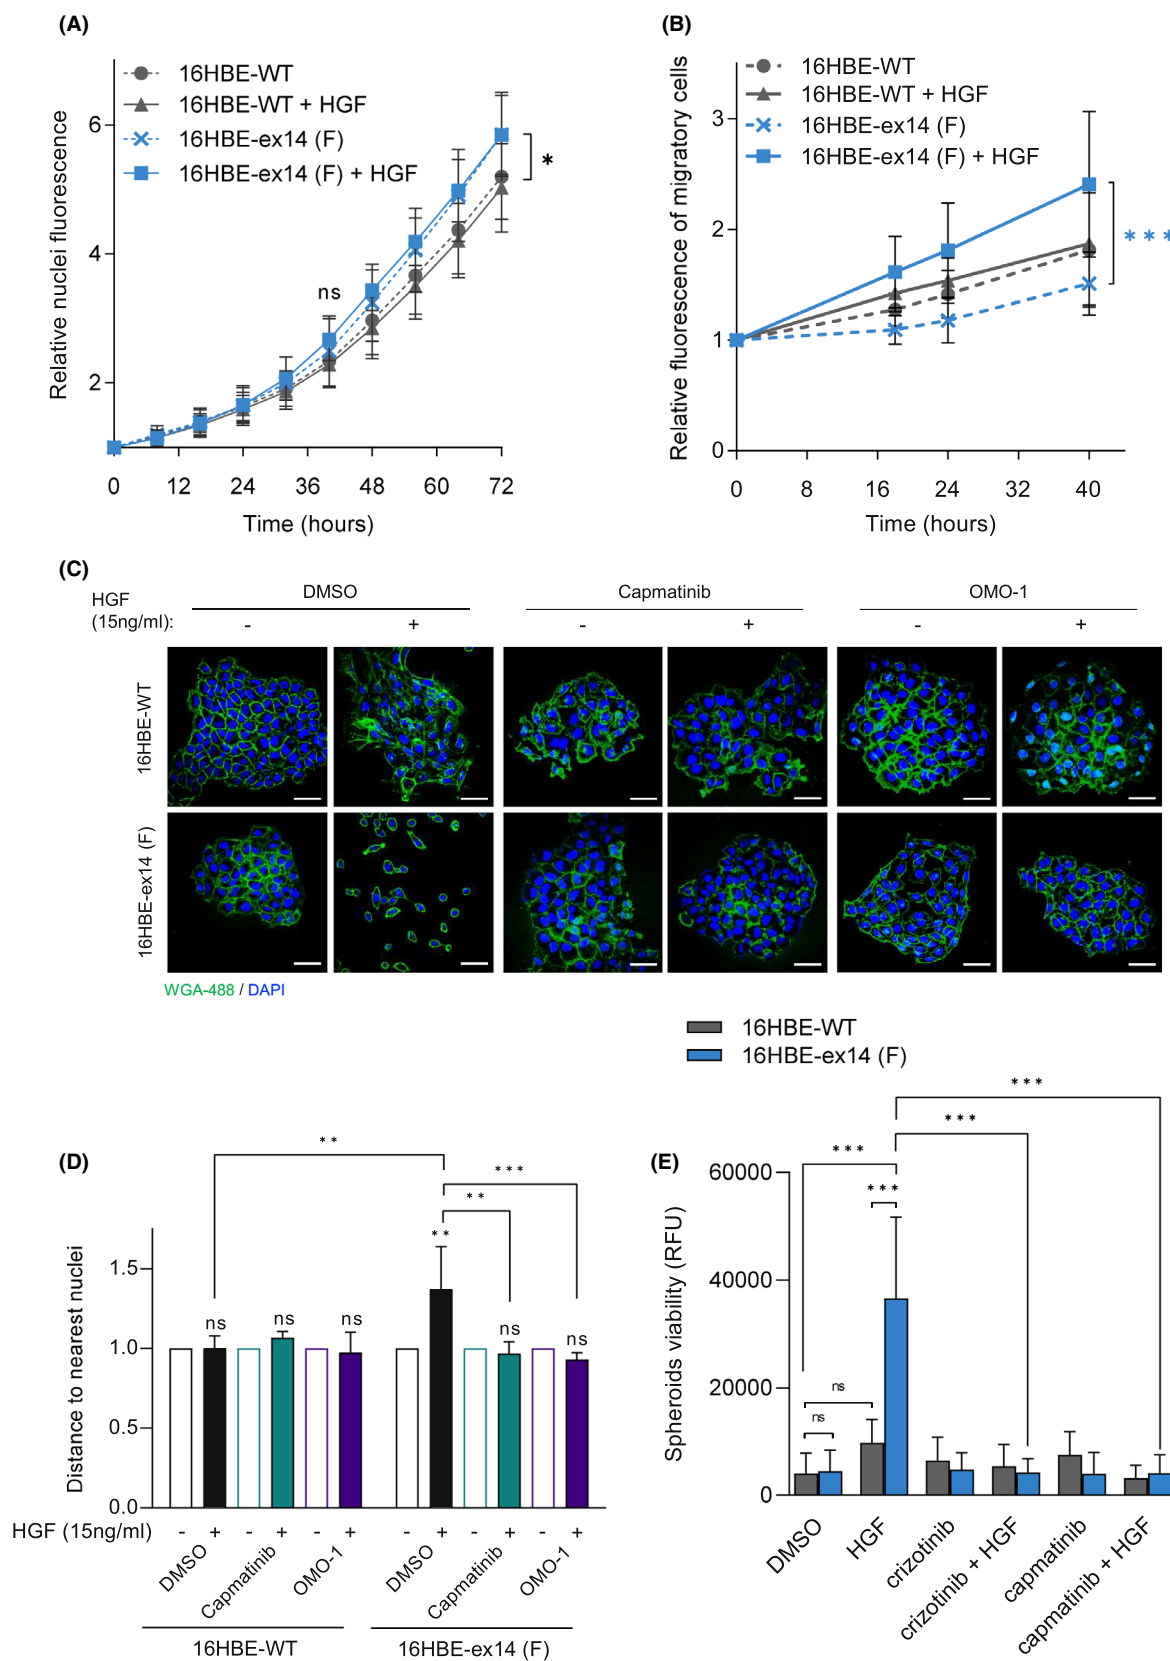 (A)
16HBE-WT
16HBE-WT + HGF
16HBE-ex14 (F)
16HBE-ex14 (F) + HGF
Relative nuclei fluorescence
6
4
2
ns
*
0 12 24 36 48 60 72
Time (hours)
(B)
16HBE-WT
16HBE-WT + HGF
16HBE-ex14 (F)
16HBE-ex14 (F) + HGF
Relative fluorescence of migratory cells
3
2
1
0
***
0 8 16 24 32 40
Time (hours)
(C)
HGF
(15ng/ml):
DMSO Capmatinib OMO-1
- + - + - +
16HBE-WT
16HBE-ex14 (F)
WGA-488 / DAPI
(D)
Distance to nearest nuclei
1.5
1.0
0.5
0.0
**
***
**
**
ns ns ns ns ns
HGF (15ng/ml) - + - + - + - + - + - +
DMSO Capmatinib OMO-1 DMSO Capmatinib OMO-1
16HBE-WT 16HBE-ex14 (F)
16HBE-WT
16HBE-ex14 (F)
(E)
Spheroids viability (RFU)
60000
40000
20000
0
***
***
***
***
ns
ns
DMSO HGF crizotinib crizotinib + HGF capmatinib capmatinib + HGF